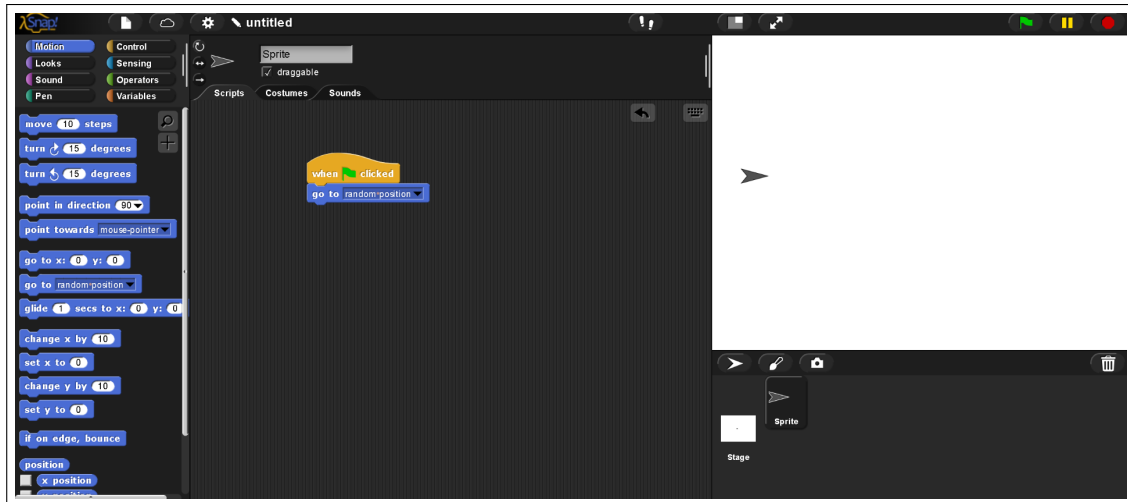 Snap!
untitled
Motion
Control
Looks
Sensing
Sound
Operators
Pen
Variables
Sprite
draggable
Scripts
Costumes
Sounds
move 10 steps
turn 15 degrees
turn 15 degrees
point in direction 90
point towards mouse-pointer
go to x: 0 y: 0
go to random position
glide 1 secs to x: 0 y: 0
change x by 10
set x to 0
change y by 10
set y to 0
if on edge, bounce
position
x position
when clicked
go to random position
Stage
Sprite